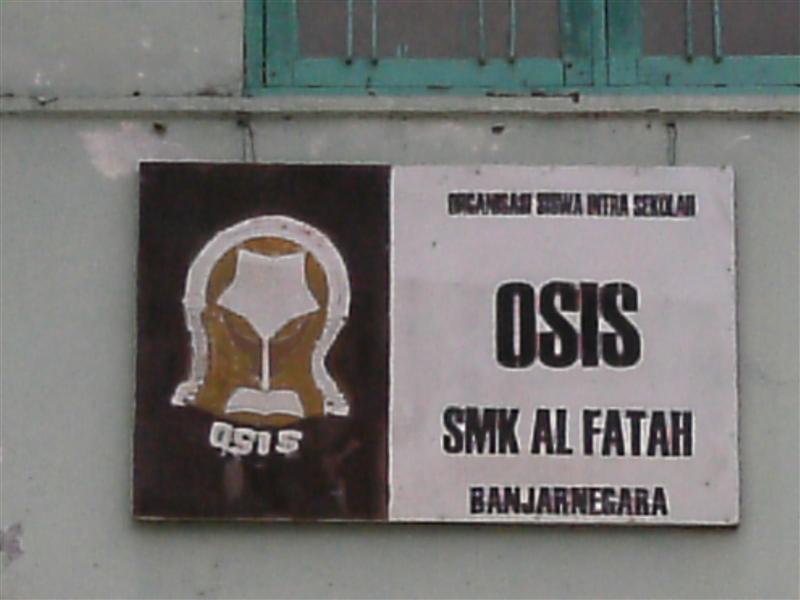 OSIS
ORGANISASI SISWA INTRA SEKOLAH
OSIS
SMK AL FATAH
BANJARNEGARA